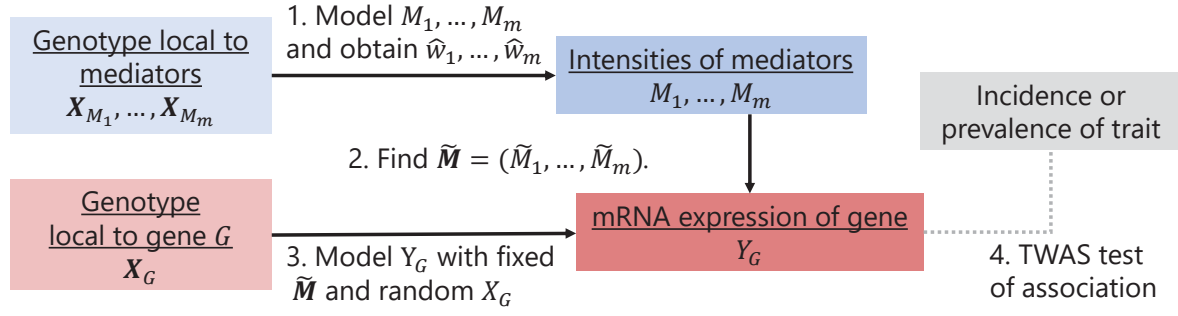 Genotype local to
mediators
X_{M_1}, ..., X_{M_m}
1. Model M_1, ..., M_m
and obtain ŵ_1, ..., ŵ_m
Intensities of mediators
M_1, ..., M_m
Incidence or
prevalence of trait
2. Find M̃ = (M̃_1, ..., M̃_m).
Genotype
local to gene G
X_G
3. Model Y_G with fixed
M̃ and random X_G
mRNA expression of gene
Y_G
4. TWAS test
of association